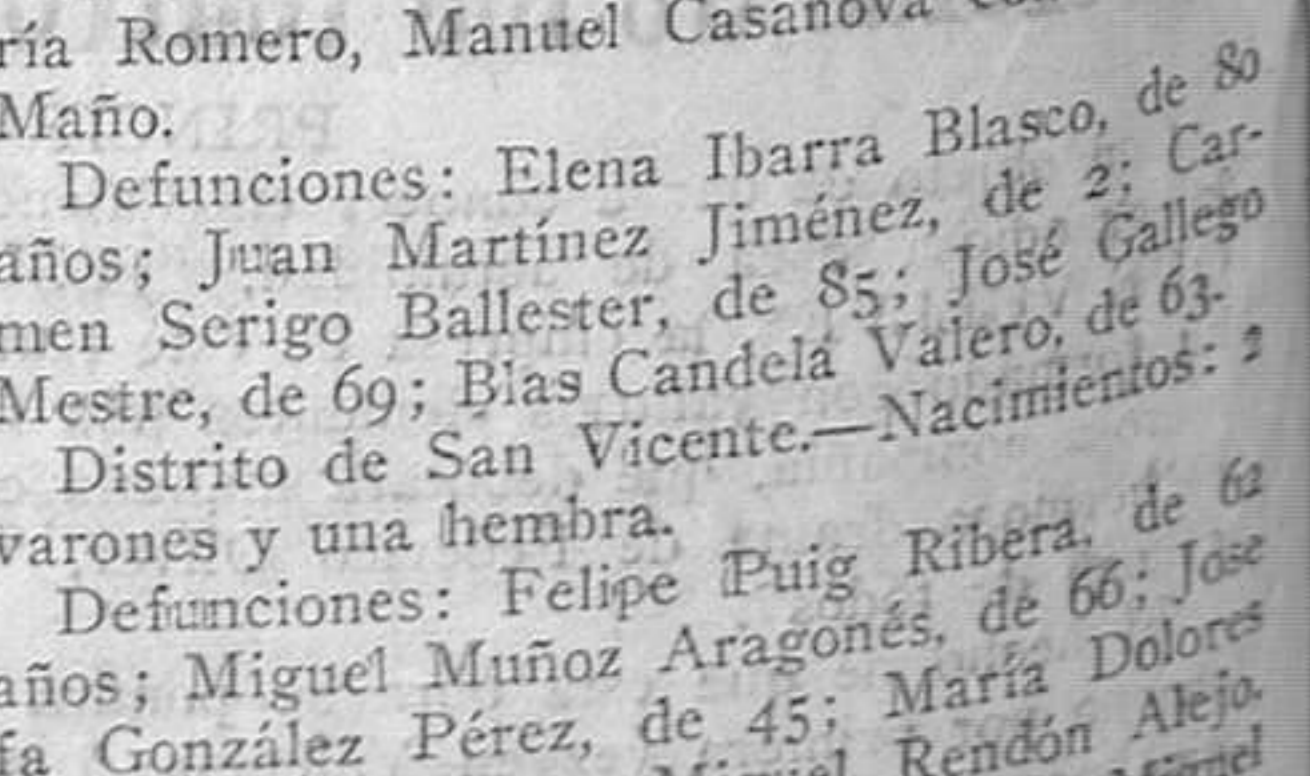 ría Romero, Manuel Casanova
Maño.
Defunciones: Elena Ibarra Blasco, de 80
años; Juan Martínez Jiménez, de 2; Car-
men Serigo Ballester, de 85; José Gallego
Mestre, de 69; Blas Candela Valero, de 63.
Distrito de San Vicente.—Nacimientos: 2
varones y una hembra.
Defunciones: Felipe Puig Ribera, de 62
años; Miguel Muñoz Aragonés, de 66; Jose
fa González Pérez, de 45; María Dolores
Miguel Rendón Alejo,